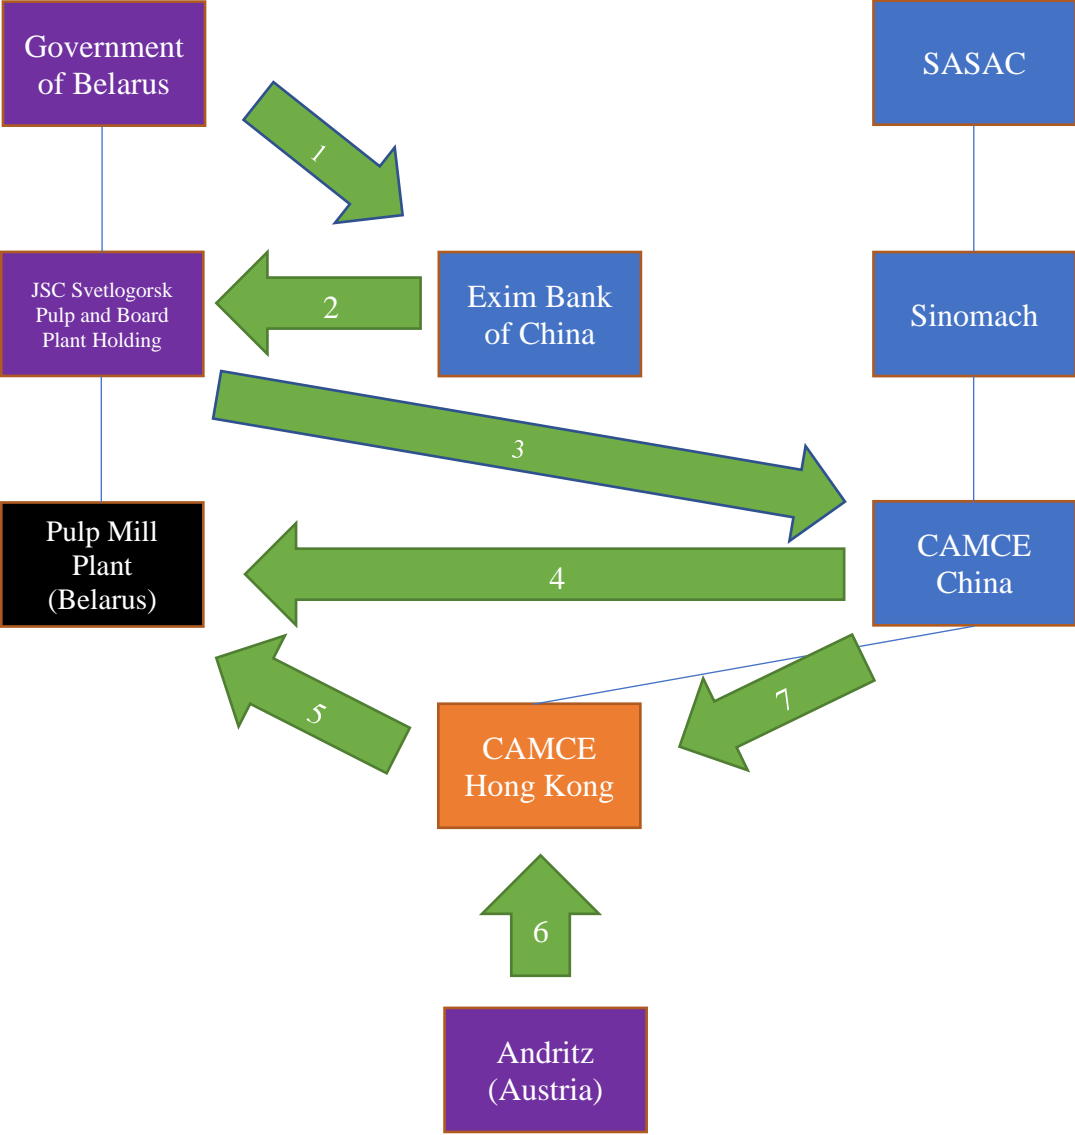 Government
of Belarus
SASAC
1
JSC Svetlogorsk
Pulp and Board
Plant Holding
2
Exim Bank
of China
Sinomach
3
Pulp Mill
Plant
(Belarus)
4
CAMCE
China
5
CAMCE
Hong Kong
7
6
Andritz
(Austria)